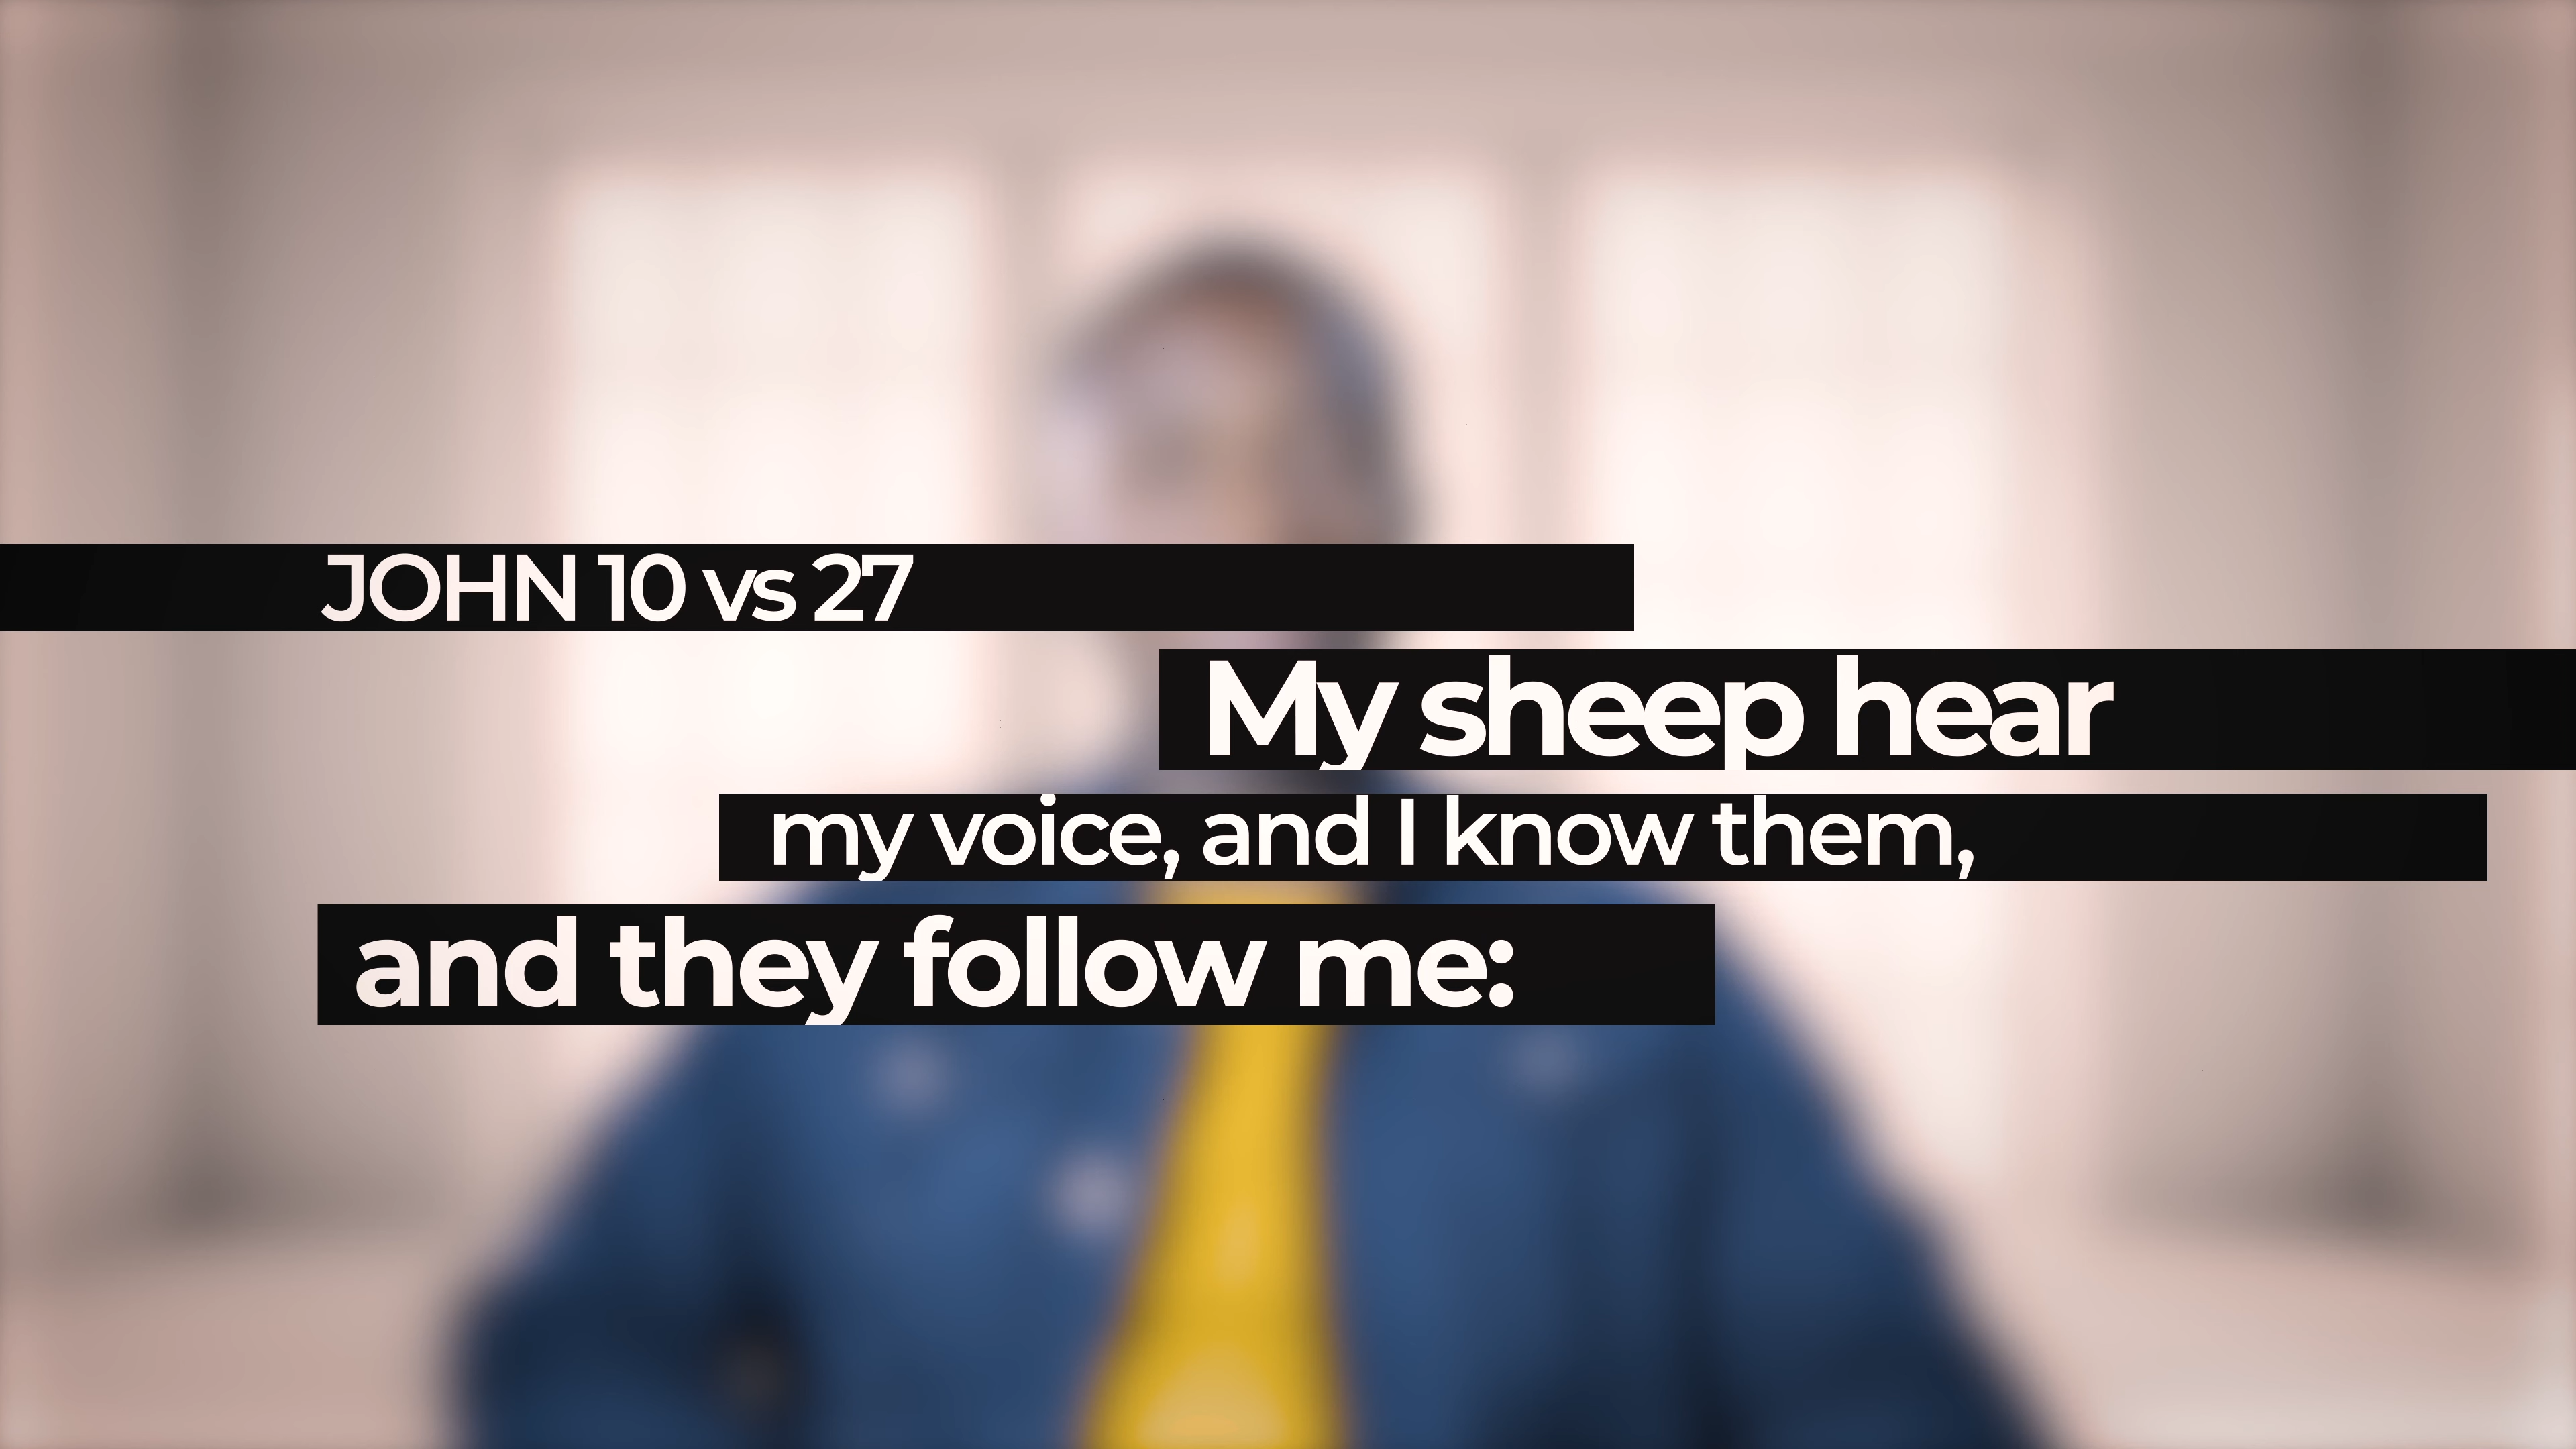 JOHN 10 vs 27
My sheep hear
my voice, and I know them,
and they follow me: